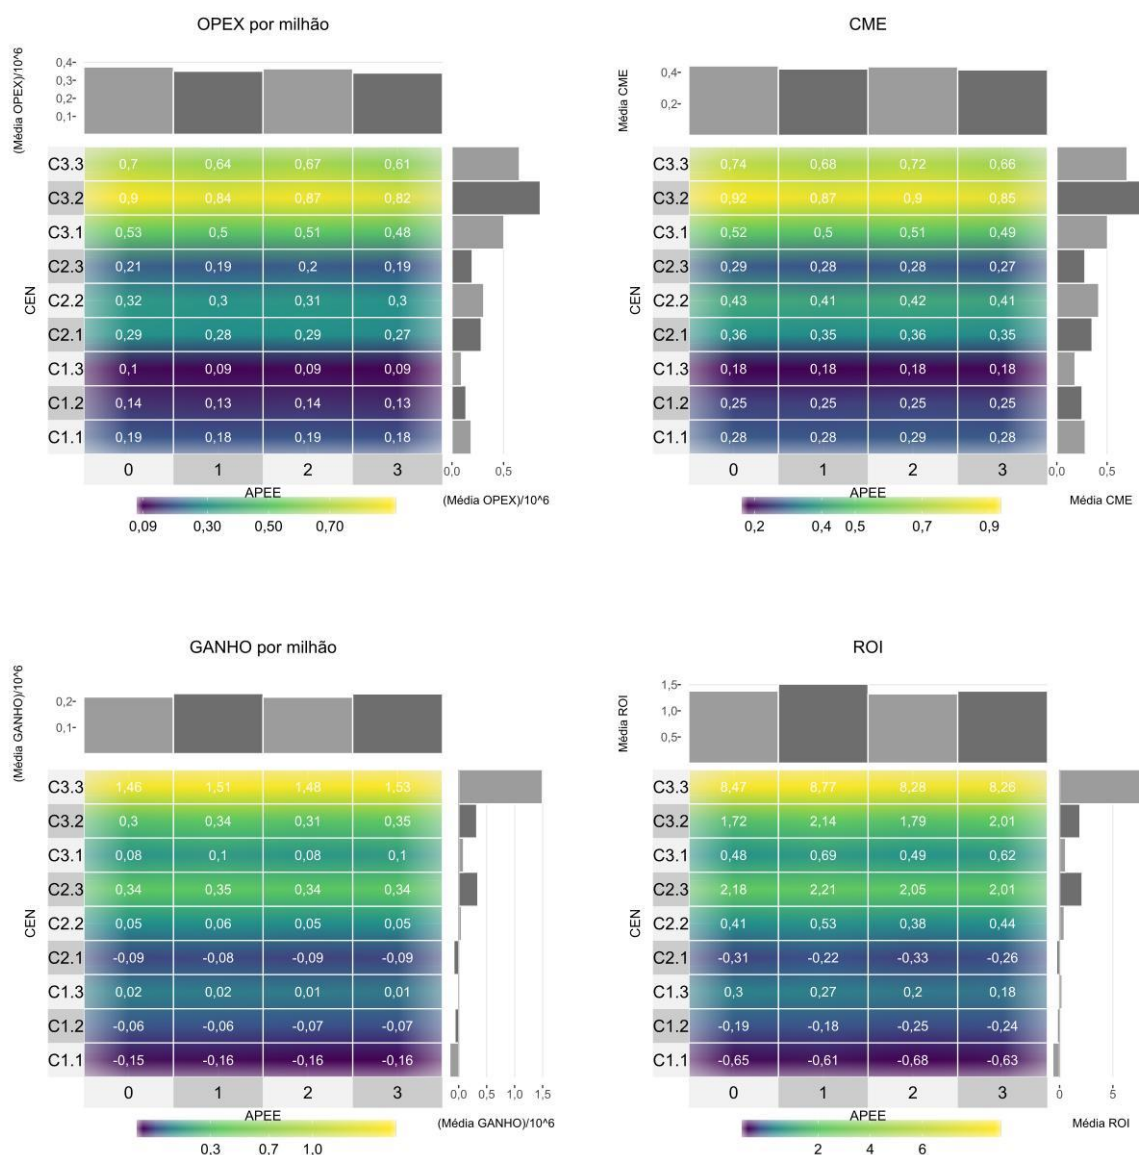 OPEX por milhão
(Média OPEX)/10^6
0,4-
0,3-
0,2-
0,1-
CEN
C3.3 0,7 0,64 0,67 0,61
C3.2 0,9 0,84 0,87 0,82
C3.1 0,53 0,5 0,51 0,48
C2.3 0,21 0,19 0,2 0,19
C2.2 0,32 0,3 0,31 0,3
C2.1 0,29 0,28 0,29 0,27
C1.3 0,1 0,09 0,09 0,09
C1.2 0,14 0,13 0,14 0,13
C1.1 0,19 0,18 0,19 0,18
0 1 2 3
0,0 0,5
APEE
(Média OPEX)/10^6
0,09 0,30 0,50 0,70
CME
Média CME
0,4-
0,2-
CEN
C3.3 0,74 0,68 0,72 0,66
C3.2 0,92 0,87 0,9 0,85
C3.1 0,52 0,5 0,51 0,49
C2.3 0,29 0,28 0,28 0,27
C2.2 0,43 0,41 0,42 0,41
C2.1 0,36 0,35 0,36 0,35
C1.3 0,18 0,18 0,18 0,18
C1.2 0,25 0,25 0,25 0,25
C1.1 0,28 0,28 0,29 0,28
0 1 2 3
0,0 0,5
APEE
Média CME
0,2 0,4 0,5 0,7 0,9
GANHO por milhão
(Média GANHO)/10^6
0,2-
0,1-
CEN
C3.3 1,46 1,51 1,48 1,53
C3.2 0,3 0,34 0,31 0,35
C3.1 0,08 0,1 0,08 0,1
C2.3 0,34 0,35 0,34 0,34
C2.2 0,05 0,06 0,05 0,05
C2.1 -0,09 -0,08 -0,09 -0,09
C1.3 0,02 0,02 0,01 0,01
C1.2 -0,06 -0,06 -0,07 -0,07
C1.1 -0,15 -0,16 -0,16 -0,16
0 1 2 3
0,0 0,5 1,0 1,5
APEE
(Média GANHO)/10^6
0.3 0.7 1.0
ROI
Média ROI
1,5-
1,0-
0,5-
CEN
C3.3 8,47 8,77 8,28 8,26
C3.2 1,72 2,14 1,79 2,01
C3.1 0,48 0,69 0,49 0,62
C2.3 2,18 2,21 2,05 2,01
C2.2 0,41 0,53 0,38 0,44
C2.1 -0,31 -0,22 -0,33 -0,26
C1.3 0,3 0,27 0,2 0,18
C1.2 -0,19 -0,18 -0,25 -0,24
C1.1 -0,65 -0,61 -0,68 -0,63
0 1 2 3
0 5
APEE
Média ROI
2 4 6